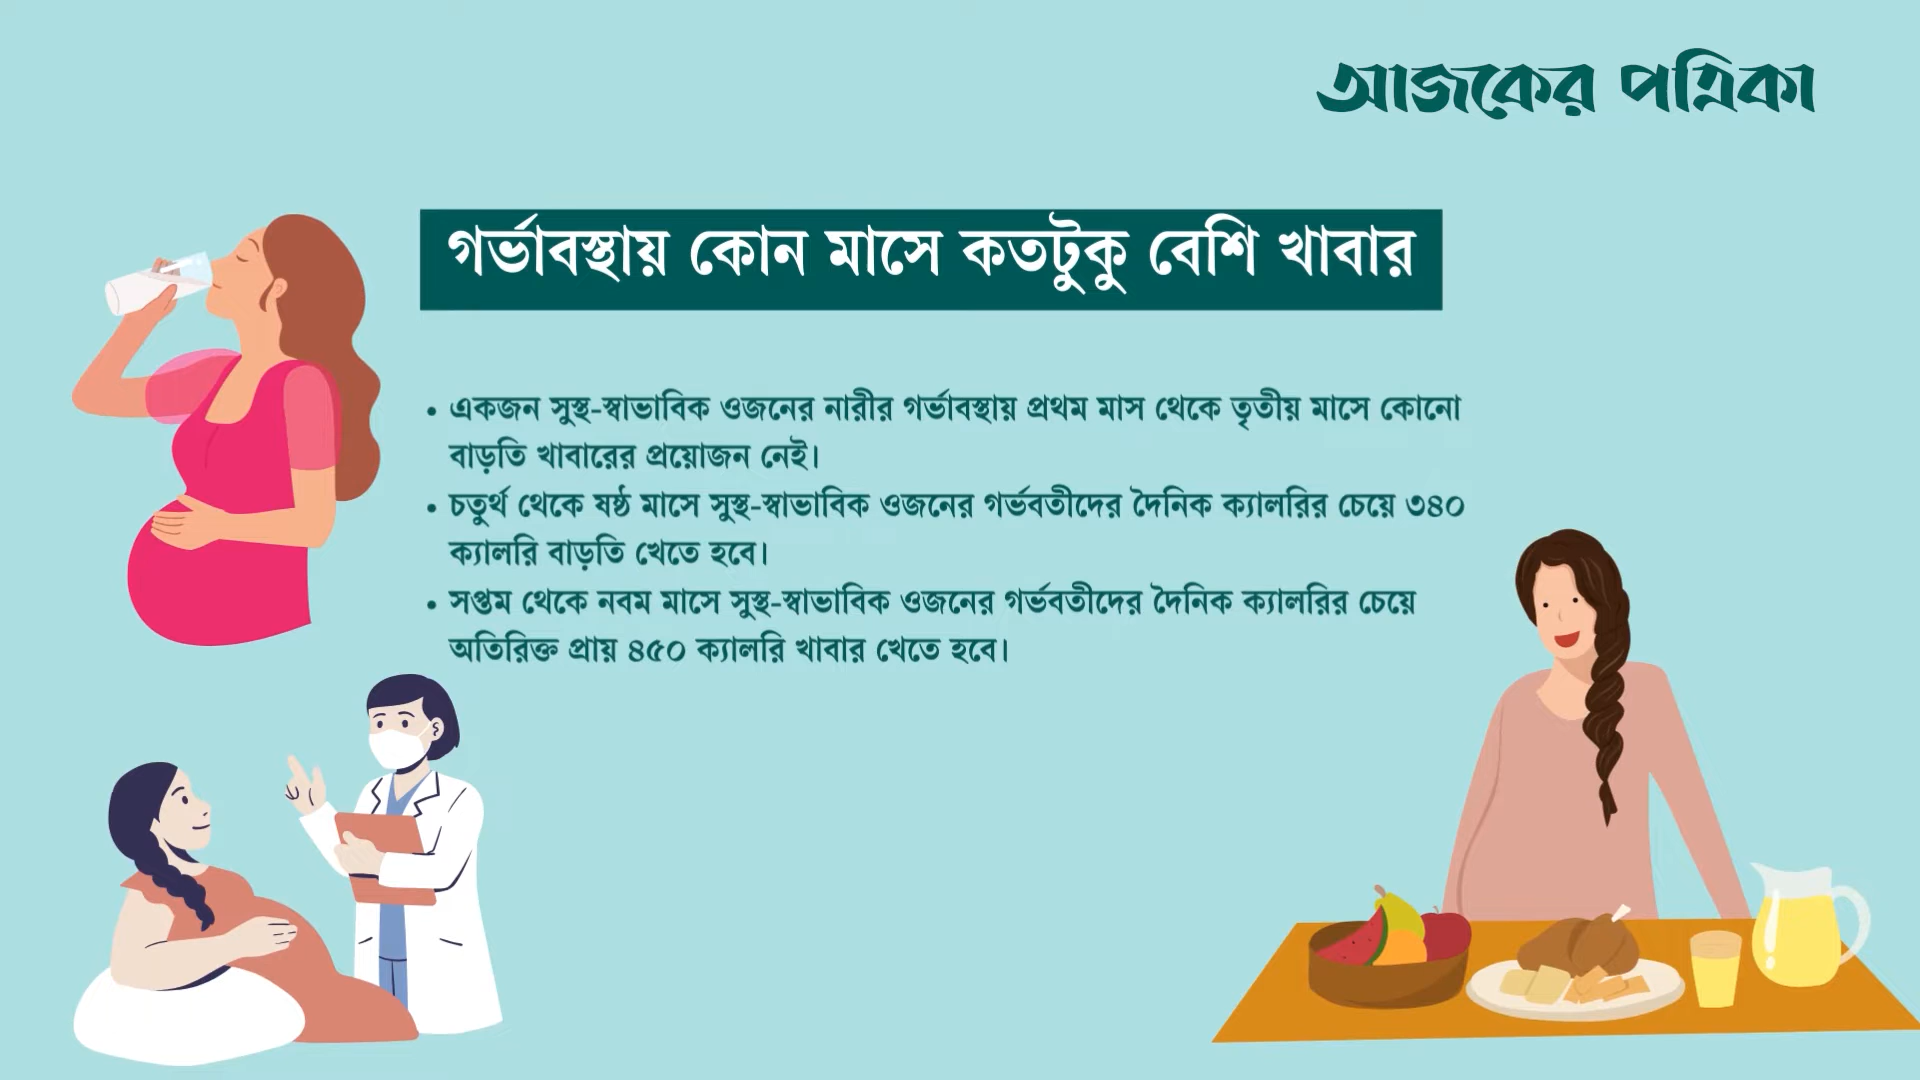 আজকের পত্রিকা
গর্ভাবস্থায় কোন মাসে কতটুকু বেশি খাবার
• একজন সুস্থ-স্বাভাবিক ওজনের নারীর গর্ভাবস্থায় প্রথম মাস থেকে তৃতীয় মাসে কোনো
বাড়তি খাবারের প্রয়োজন নেই।
• চতুর্থ থেকে ষষ্ঠ মাসে সুস্থ-স্বাভাবিক ওজনের গর্ভবতীদের দৈনিক ক্যালরির চেয়ে ৩৪০
ক্যালরি বাড়তি খেতে হবে।
• সপ্তম থেকে নবম মাসে সুস্থ-স্বাভাবিক ওজনের গর্ভবতীদের দৈনিক ক্যালরির চেয়ে
অতিরিক্ত প্রায় ৪৫০ ক্যালরি খাবার খেতে হবে।